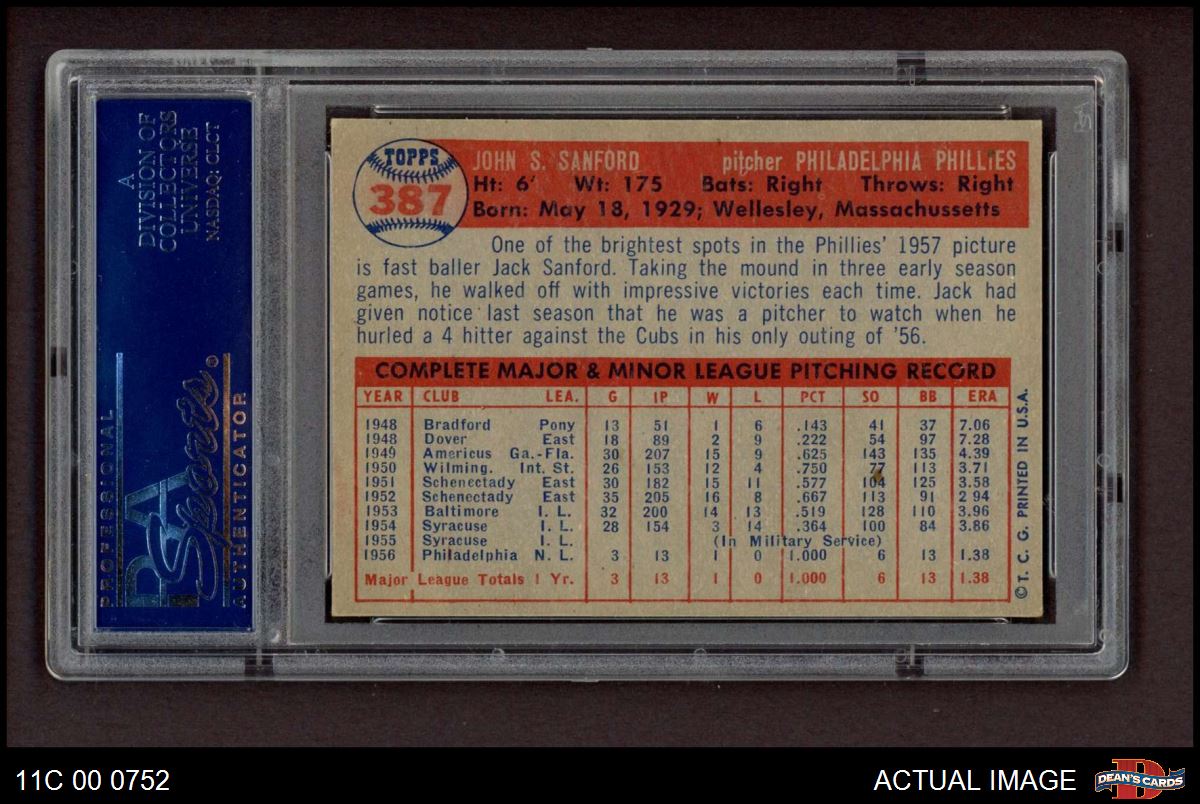 A
DIVISION OF
COLLECTORS
UNIVERSE
NASDAQ: CLCT
PROFESSIONAL
PSA
Sports®
AUTHENTICATOR
TOPPS
387
JOHN S. SANFORD pitcher PHILADELPHIA PHILLIES
Ht: 6' Wt: 175 Bats: Right Throws: Right
Born: May 18, 1929; Wellesley, Massachussetts
One of the brightest spots in the Phillies' 1957 picture
is fast baller Jack Sanford. Taking the mound in three early season
games, he walked off with impressive victories each time. Jack had
given notice last season that he was a pitcher to watch when he
hurled a 4 hitter against the Cubs in his only outing of '56.
COMPLETE MAJOR & MINOR LEAGUE PITCHING RECORD
YEAR CLUB LEA. G IP W L PCT SO BB ERA
1948 Bradford Pony 13 51 1 6 .143 41 37 7.06
1948 Dover East 18 89 2 9 .222 54 97 7.28
1949 Americus Ga.-Fla. 30 207 15 9 .625 143 135 4.39
1950 Wilming. Int. St. 26 153 12 4 .750 77 113 3.71
1951 Schenectady East 30 182 15 11 .577 104 125 3.58
1952 Schenectady East 35 205 16 8 .667 113 91 2 94
1953 Baltimore I. L. 32 200 14 13 .519 128 110 3.96
1954 Syracuse I. L. 28 154 3 14 .364 100 84 3.86
1955 Syracuse I. L. (In Military Service)
1956 Philadelphia N. L. 3 13 1 0 1.000 6 13 1.38
Major League Totals 1 Yr. 3 13 1 0 1.000 6 13 1.38
© T. C. G. PRINTED IN U.S.A.
11C 00 0752
ACTUAL IMAGE
DEAN'S CARDS